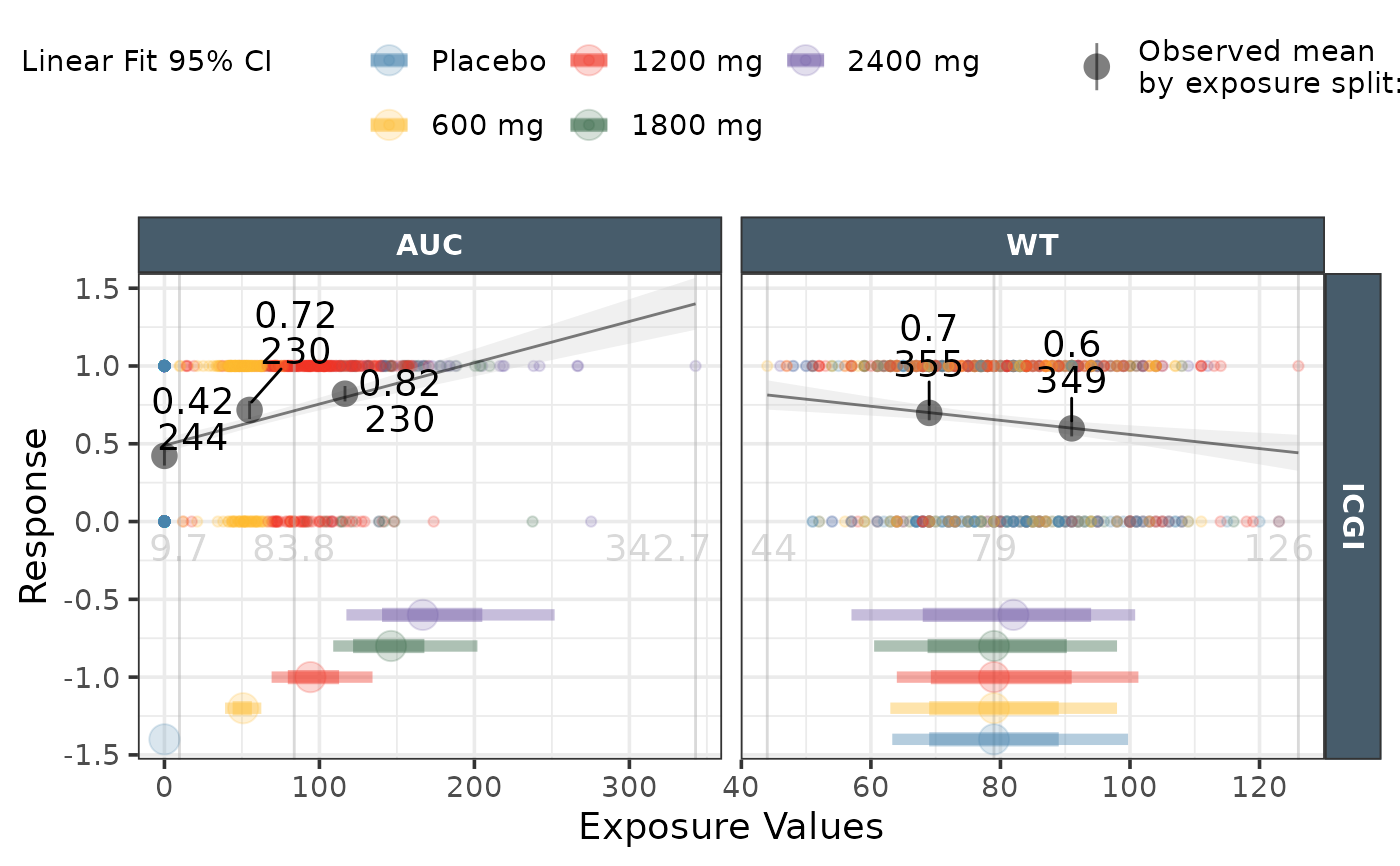 Linear Fit 95% CI
Placebo
1200 mg
2400 mg
600 mg
1800 mg
Observed mean
by exposure split:
AUC
WT
ICGI
Response
1.5
1.0
0.5
0.0
-0.5
-1.0
-1.5
0.42
244
0.72
230
0.82
230
9.7
83.8
342.7
0.7
355
0.6
349
44
79
126
0
100
200
300
40
60
80
100
120
Exposure Values